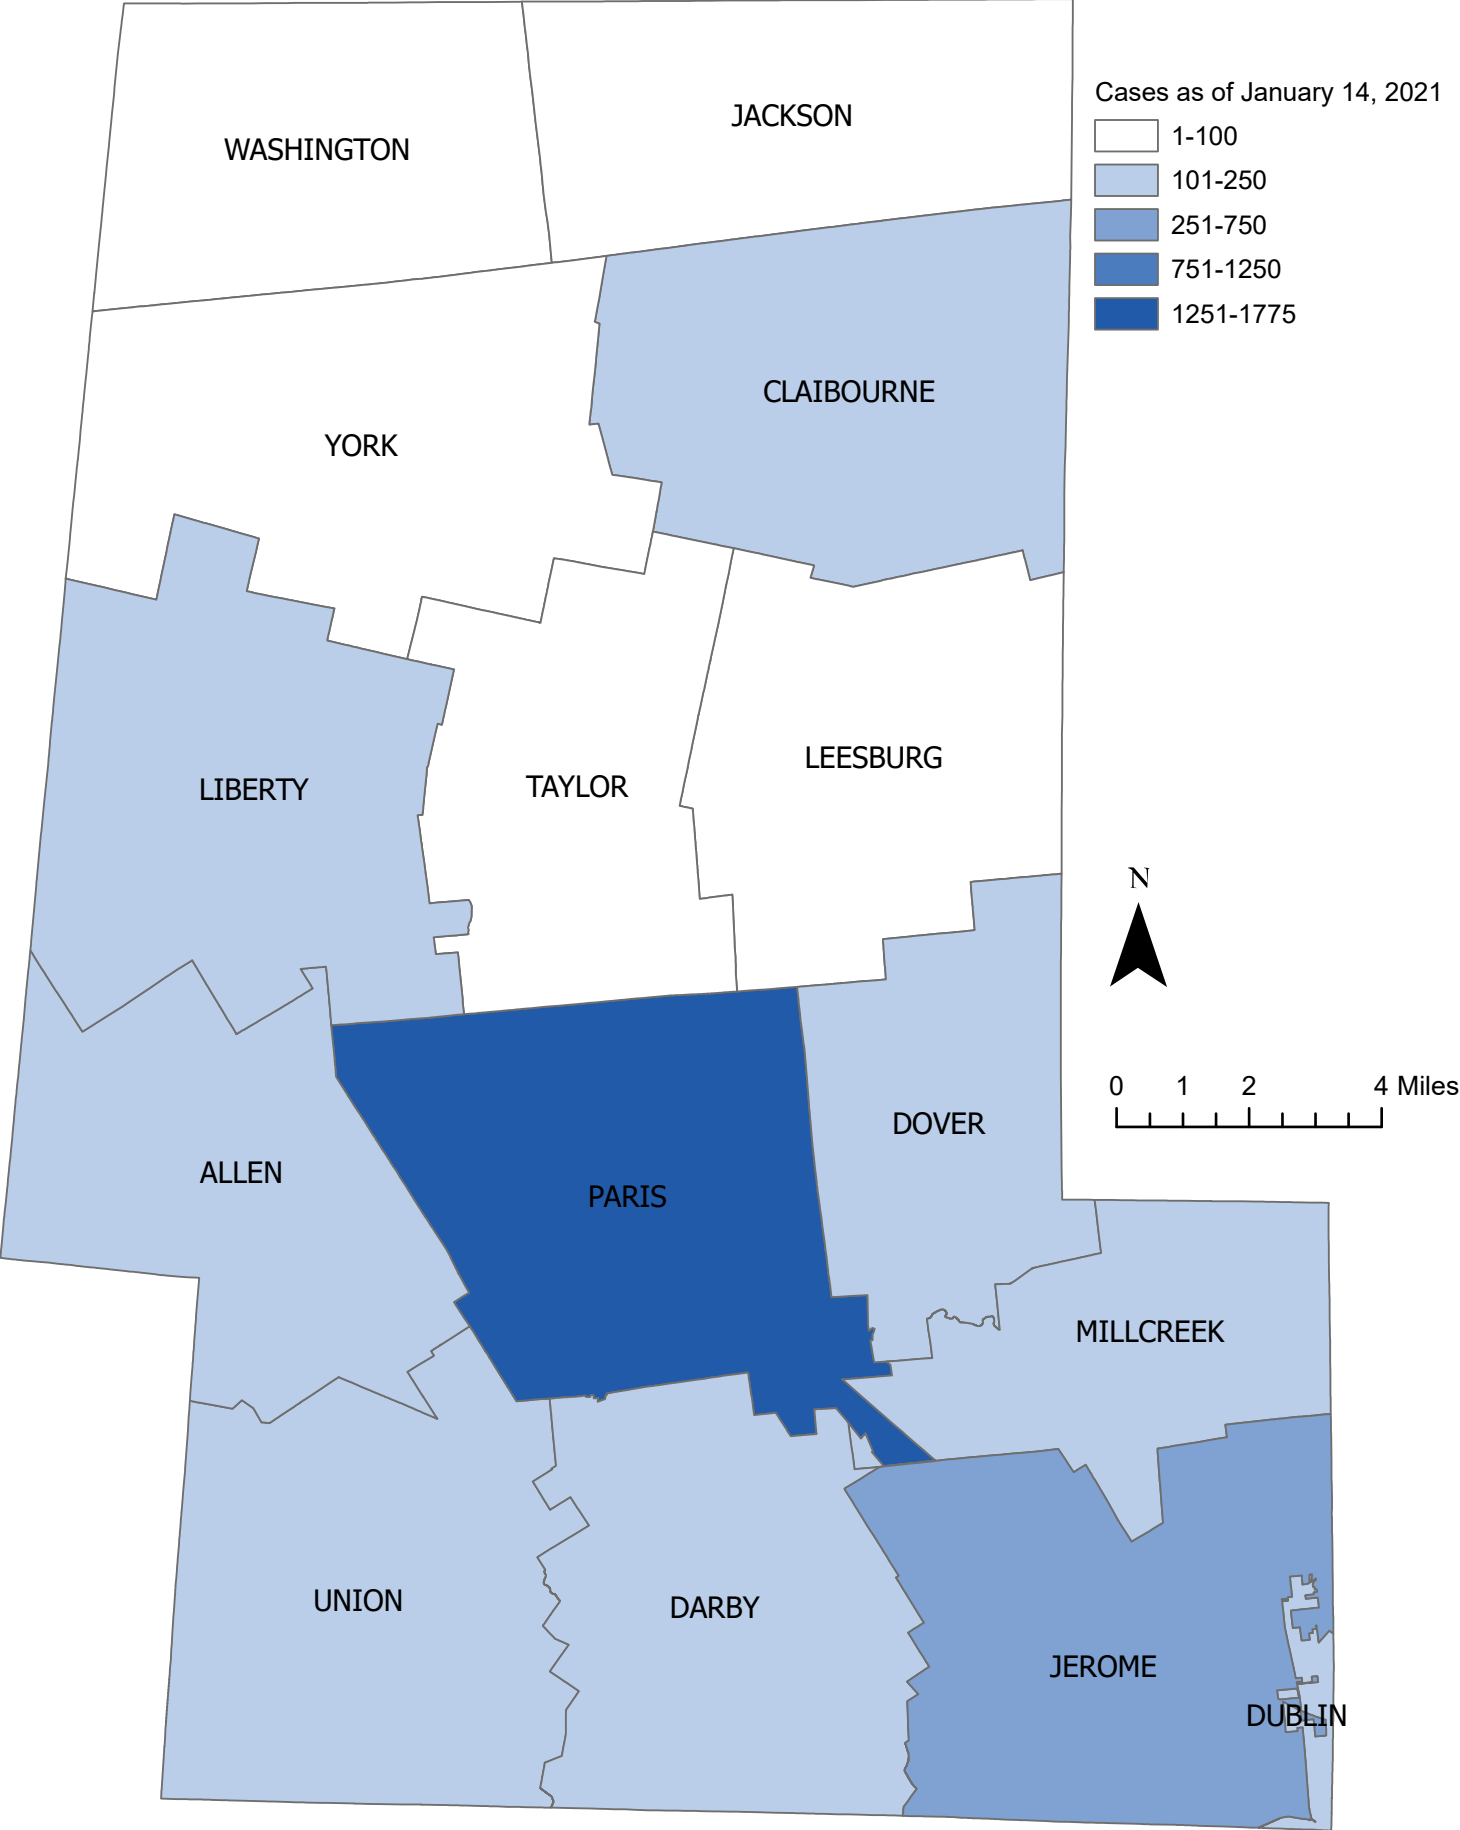 WASHINGTON
JACKSON
Cases as of January 14, 2021
1-100
101-250
251-750
751-1250
1251-1775
CLAIBOURNE
YORK
LIBERTY
TAYLOR
LEESBURG
N
0 1 2 4 Miles
DOVER
ALLEN
PARIS
MILLCREEK
UNION
DARBY
JEROME
DUBLIN